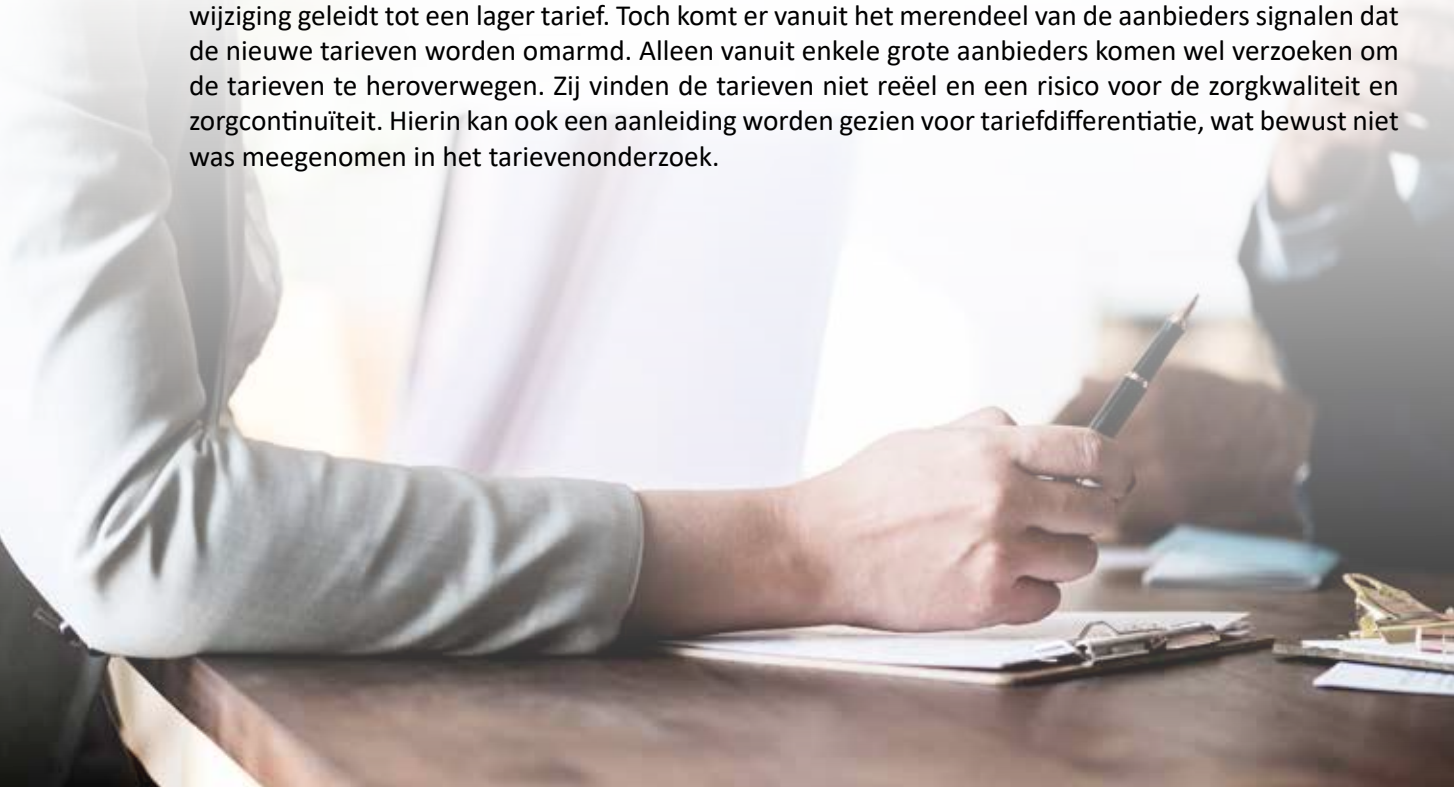 wijziging geleidt tot een lager tarief. Toch komt er vanuit het merendeel van de aanbieders signalen dat
de nieuwe tarieven worden omarmd. Alleen vanuit enkele grote aanbieders komen wel verzoeken om
de tarieven te heroverwegen. Zij vinden de tarieven niet reëel en een risico voor de zorgkwaliteit en
zorgcontinuïteit. Hierin kan ook een aanleiding worden gezien voor tariefdifferentiatie, wat bewust niet
was meegenomen in het tarievenonderzoek.